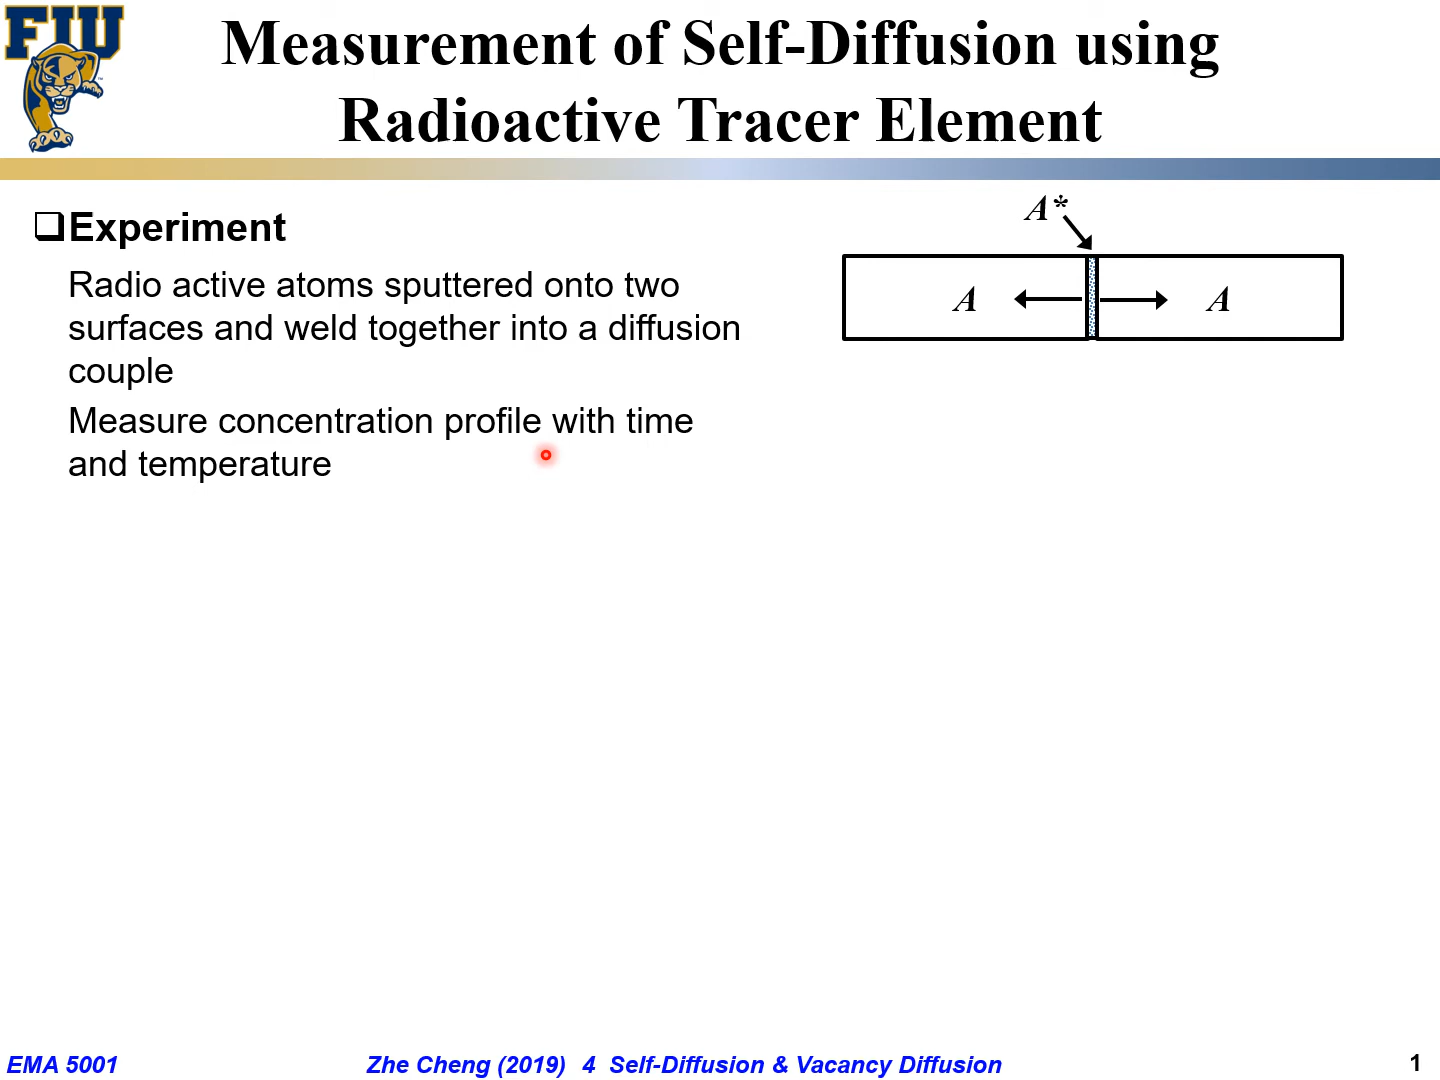 FIU
Measurement of Self-Diffusion using
Radioactive Tracer Element
Experiment
Radio active atoms sputtered onto two
surfaces and weld together into a diffusion
couple
Measure concentration profile with time
and temperature
A*
A A
EMA 5001 Zhe Cheng (2019) 4 Self-Diffusion & Vacancy Diffusion 1